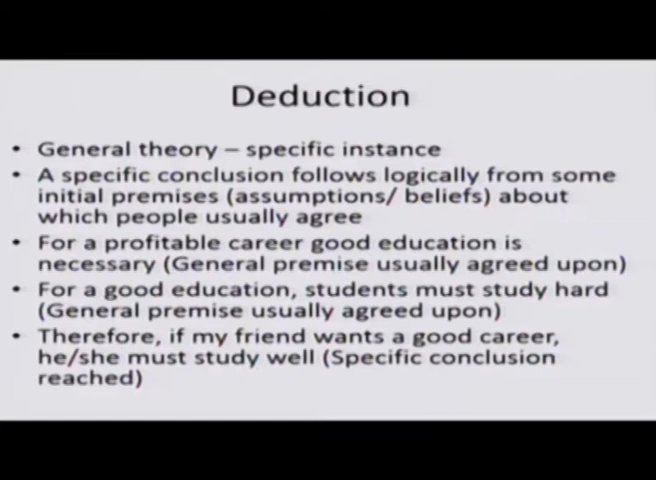 Deduction
• General theory – specific instance
• A specific conclusion follows logically from some
initial premises (assumptions/ beliefs) about
which people usually agree
• For a profitable career good education is
necessary (General premise usually agreed upon)
• For a good education, students must study hard
(General premise usually agreed upon)
• Therefore, if my friend wants a good career,
he/she must study well (Specific conclusion
reached)